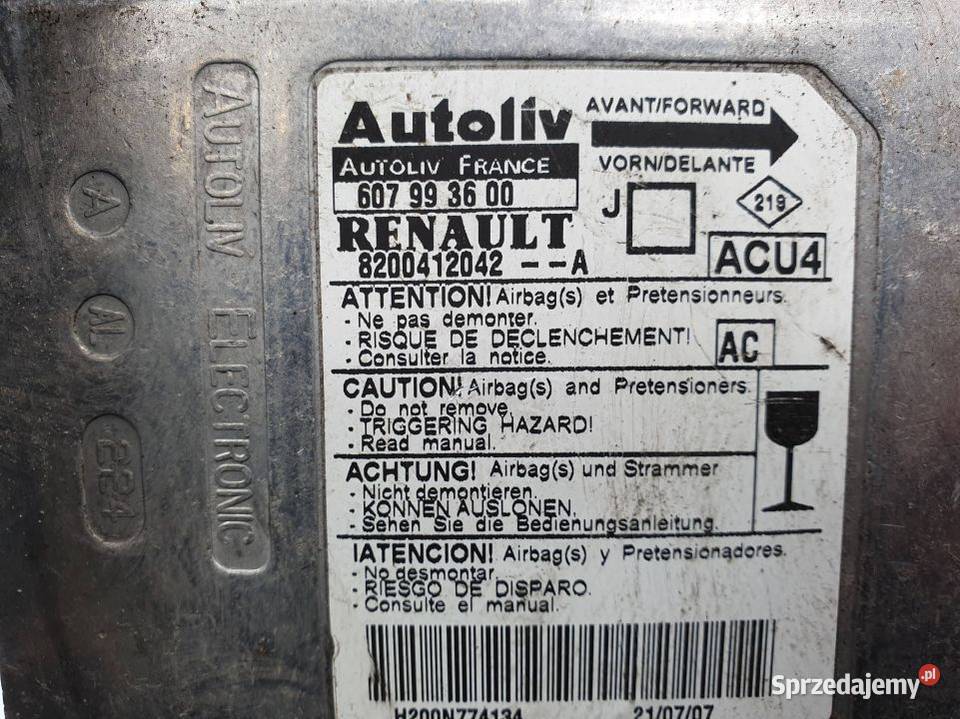 Autoliv
AVANT/FORWARD
AUTOLIV FRANCE
VORN/DELANTE
607 99 36 00
J
219
RENAULT
8200412042 --A
ACU4
ATTENTION! Airbag(s) et Pretensionneurs.
- Ne pas demonter.
- RISQUE DE DECLENCHEMENT!
- Consulter la notice.
AC
CAUTION! Airbag(s) and Pretensioners.
- Do not remove.
- TRIGGERING HAZARD!
- Read manual.
ACHTUNG! Airbag(s) und Strammer
- Nicht demontieren.
- KONNEN AUSLONEN.
- Sehen Sie die Bedienungsanleitung.
IATENCION! Airbag(s) y Pretensionadores.
- No desmontar.
- RIESGO DE DISPARO.
- Consulte el manual.
H200N774134 21/07/07
AUTOLIV ELECTRONIC
A
AL
E24
Sprzedajemy.pl